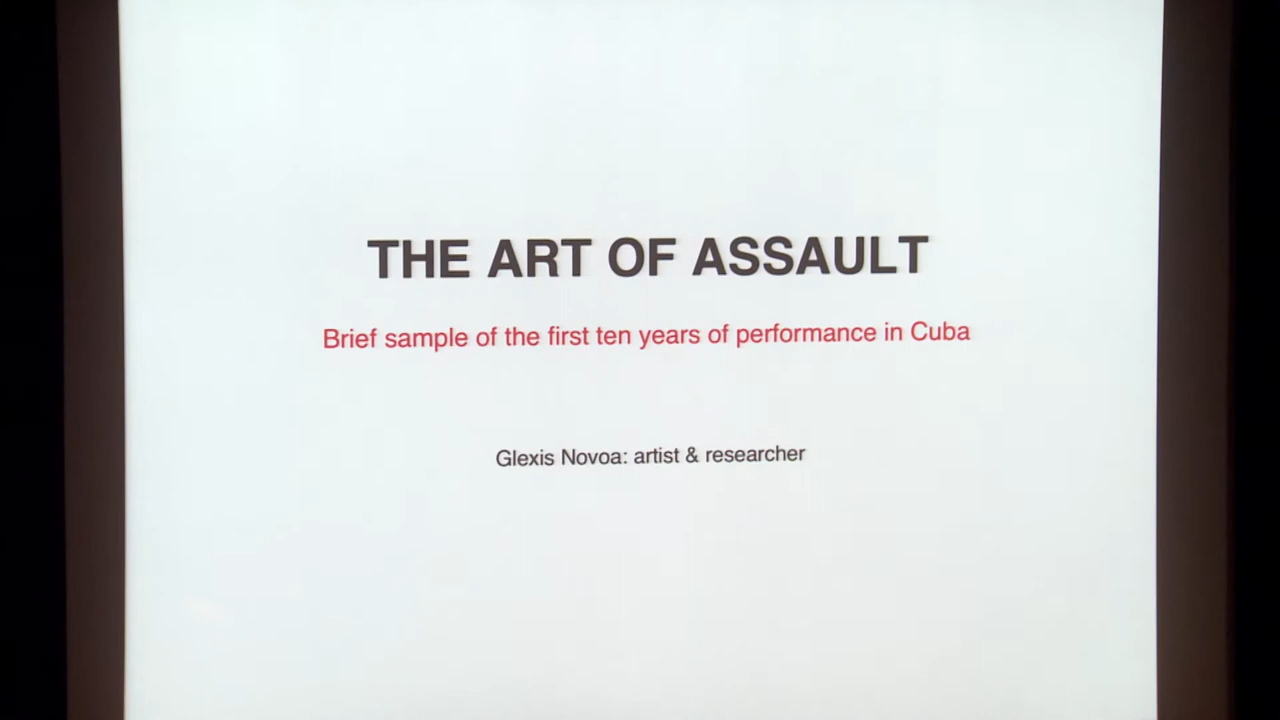 THE ART OF ASSAULT
Brief sample of the first ten years of performance in Cuba
Glexis Novoa: artist & researcher